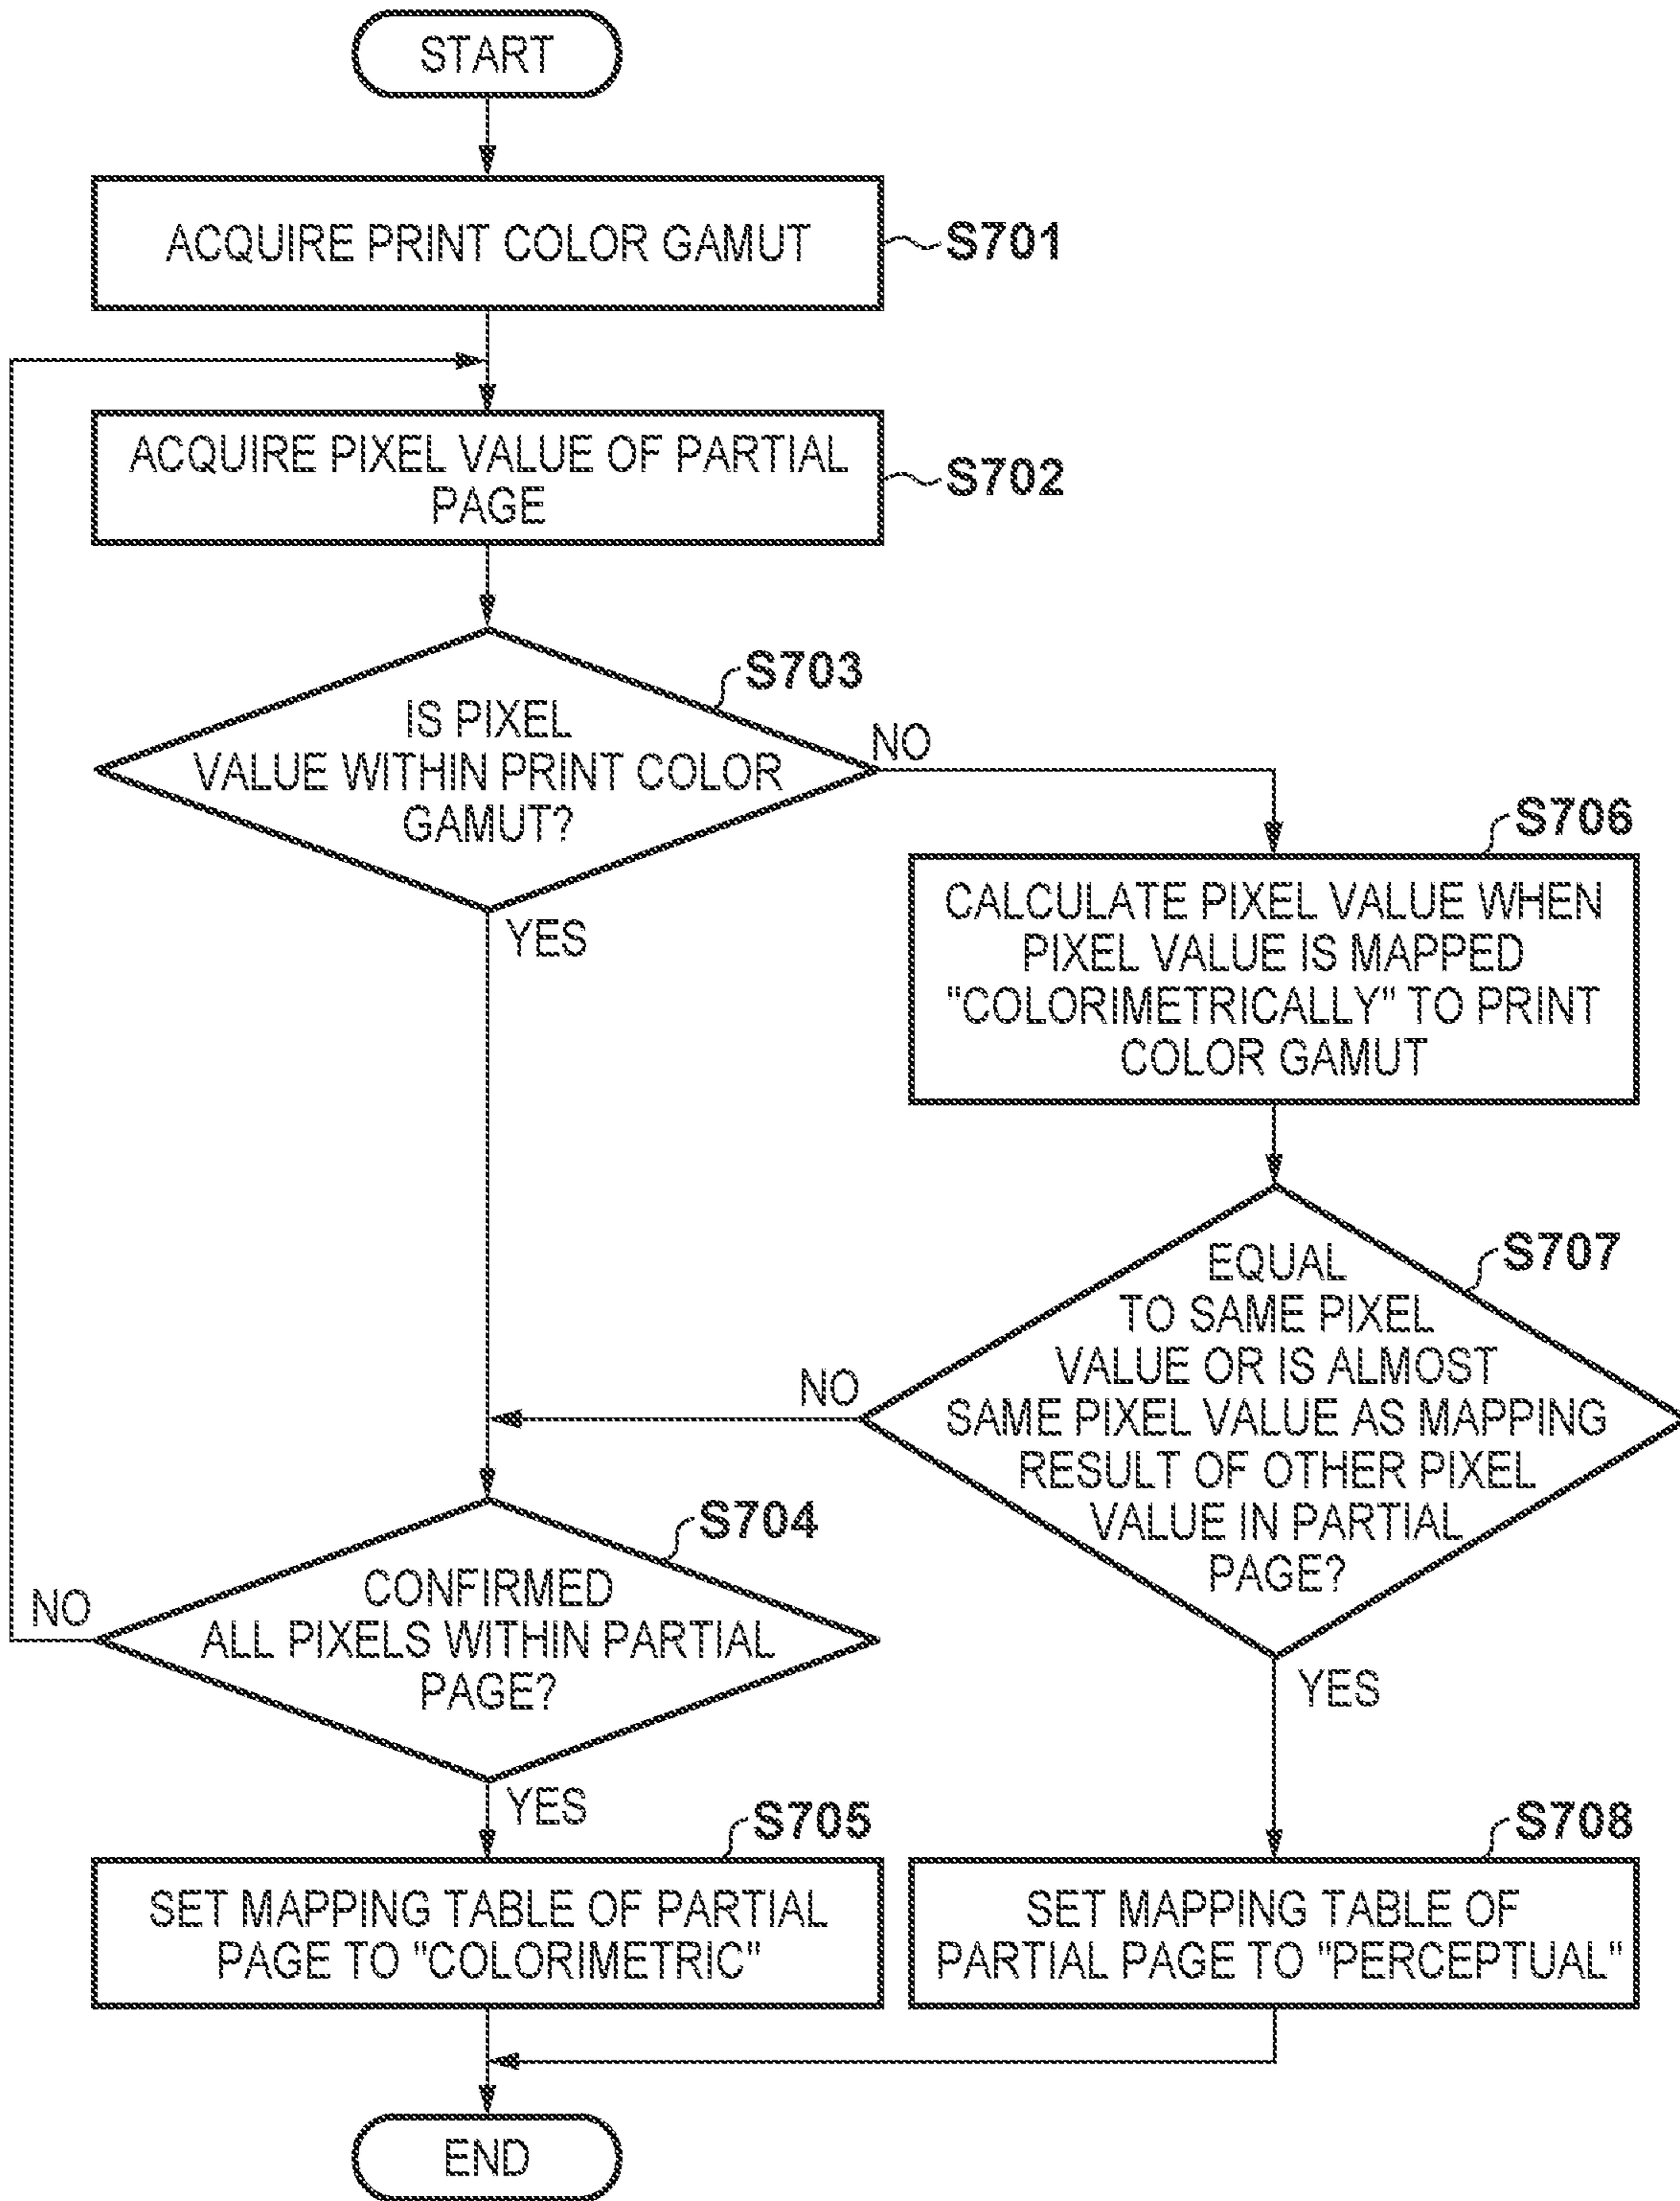 START
ACQUIRE PRINT COLOR GAMUT
S701
ACQUIRE PIXEL VALUE OF PARTIAL
PAGE
S702
S703
IS PIXEL
VALUE WITHIN PRINT COLOR
GAMUT?
NO
YES
S706
CALCULATE PIXEL VALUE WHEN
PIXEL VALUE IS MAPPED
"COLORIMETRICALLY" TO PRINT
COLOR GAMUT
S707
EQUAL
TO SAME PIXEL
VALUE OR IS ALMOST
SAME PIXEL VALUE AS MAPPING
RESULT OF OTHER PIXEL
VALUE IN PARTIAL
PAGE?
NO
YES
S704
CONFIRMED
ALL PIXELS WITHIN PARTIAL
PAGE?
NO
YES
S705
SET MAPPING TABLE OF PARTIAL
PAGE TO "COLORIMETRIC"
S708
SET MAPPING TABLE OF
PARTIAL PAGE TO "PERCEPTUAL"
END